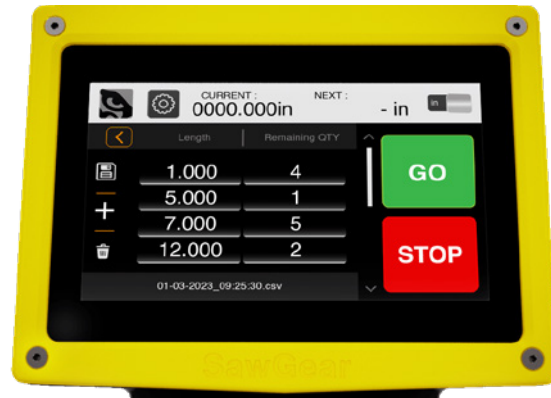 CURRENT :
NEXT :
0000.000in
- in
in
Length
Remaining QTY
1.000 4
5.000 1
7.000 5
12.000 2
01-03-2023_09:25:30.csv
GO
STOP
SawGear